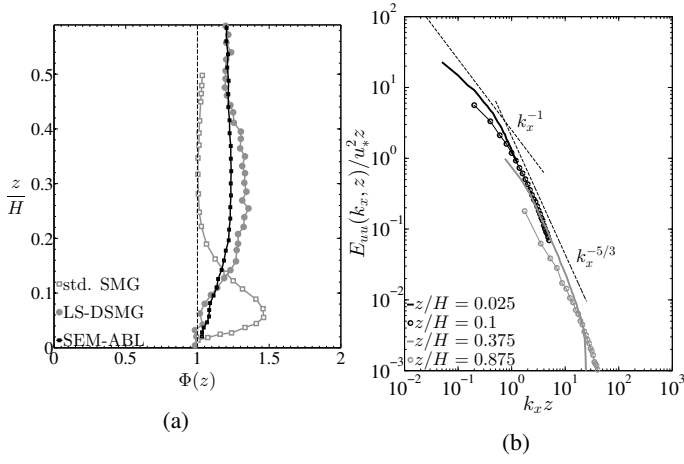 0.5
0.4
0.3
0.2
0.1
0
z
H
std. SMG
LS-DSMG
SEM-ABL
0 0.5 1 1.5 2
Φ(z)
(a)
10^2
10^1
10^0
10^-1
10^-2
10^-3
E_uu(k_x, z)/u_*^2 z
k_x^-1
k_x^-5/3
z/H = 0.025
z/H = 0.1
z/H = 0.375
z/H = 0.875
10^-2 10^-1 10^0 10^1 10^2 10^3
k_x z
(b)